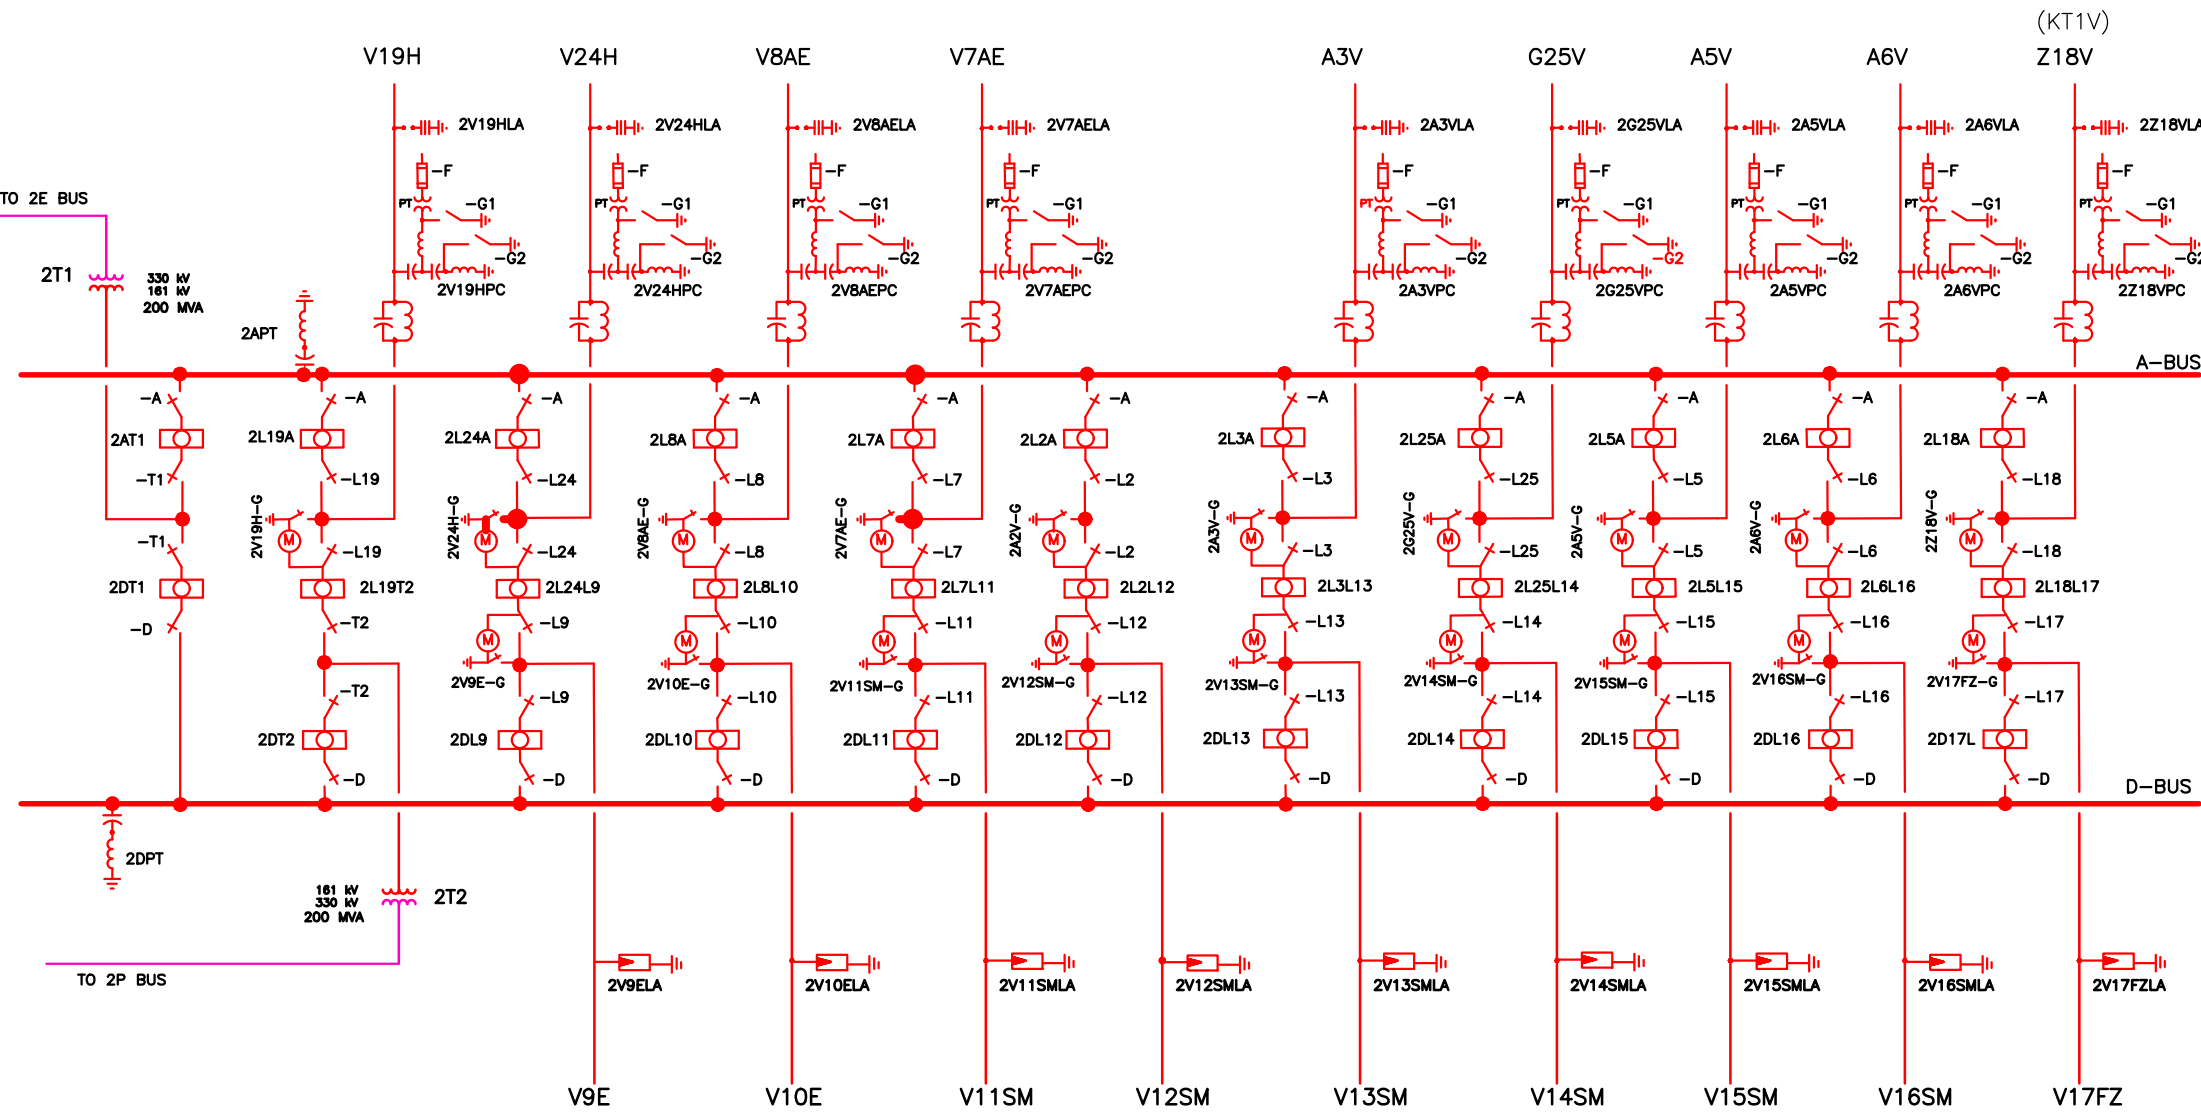 (KT1V)
V19H V24H V8AE V7AE A3V G25V A5V A6V Z18V
2V19HLA 2V24HLA 2V8AELA 2V7AELA 2A3VLA 2G25VLA 2A5VLA 2A6VLA 2Z18VLA
-F -F -F -F -F -F -F -F -F
TO 2E BUS
PT -G1 PT -G1 PT -G1 PT -G1 PT -G1 PT -G1 PT -G1 PT -G1 PT -G1
-G2 -G2 -G2 -G2 -G2 -G2 -G2 -G2 -G2
2T1
330 kV
161 kV
200 MVA
2V19HPC 2V24HPC 2V8AEPC 2V7AEPC 2A3VPC 2G25VPC 2A5VPC 2A6VPC 2Z18VPC
2APT
A-BUS
-A -A -A -A -A -A -A -A -A -A -A
2AT1 2L19A 2L24A 2L8A 2L7A 2L2A 2L3A 2L25A 2L5A 2L6A 2L18A
-T1 -L19 -L24 -L8 -L7 -L2 -L3 -L25 -L5 -L6 -L18
2V19H-G 2V24H-G 2V8AE-G 2V7AE-G 2A2V-G 2A3V-G 2G25V-G 2A5V-G 2A6V-G 2Z18V-G
M M M M M M M M M M
-T1 -L19 -L24 -L8 -L7 -L2 -L3 -L25 -L5 -L6 -L18
2DT1 2L19T2 2L24L9 2L8L10 2L7L11 2L2L12 2L3L13 2L25L14 2L5L15 2L6L16 2L18L17
-D -T2 -L9 -L10 -L11 -L12 -L13 -L14 -L15 -L16 -L17
M M M M M M M M M
2V9E-G 2V10E-G 2V11SM-G 2V12SM-G 2V13SM-G 2V14SM-G 2V15SM-G 2V16SM-G 2V17FZ-G
-T2 -L9 -L10 -L11 -L12 -L13 -L14 -L15 -L16 -L17
2DT2 2DL9 2DL10 2DL11 2DL12 2DL13 2DL14 2DL15 2DL16 2D17L
-D -D -D -D -D -D -D -D -D -D
D-BUS
2DPT
161 kV
330 kV
200 MVA
2T2
TO 2P BUS
2V9ELA 2V10ELA 2V11SMLA 2V12SMLA 2V13SMLA 2V14SMLA 2V15SMLA 2V16SMLA 2V17FZLA
V9E V10E V11SM V12SM V13SM V14SM V15SM V16SM V17FZ